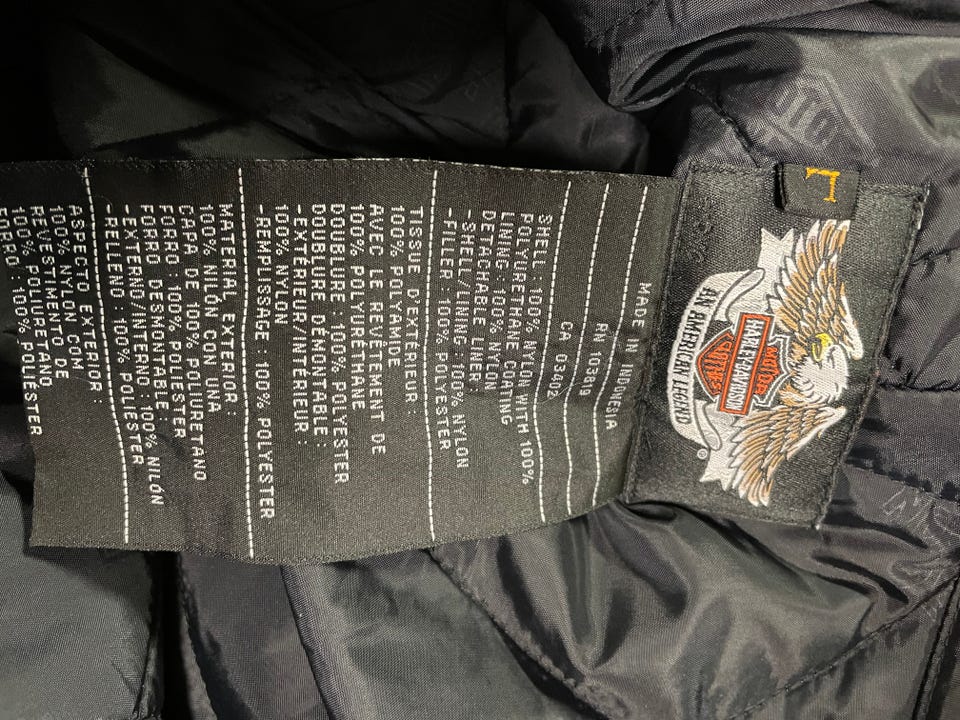 L
MOTOR
HARLEY-DAVIDSON
CLOTHES
AN AMERICAN LEGEND
®
MADE IN INDONESIA
RN 103819
CA 03402
SHELL: 100% NYLON WITH 100%
POLYURETHANE COATING
LINING: 100% NYLON
DETACHABLE LINER:
-SHELL/LINING: 100% NYLON
-FILLER: 100% POLYESTER
TISSUE D'EXTÉRIEUR:
100% POLYAMIDE
AVEC LE REVÊTEMENT DE
100% POLYURÉTHANE
DOUBLURE: 100% POLYESTER
DOUBLURE DÉMONTABLE:
-EXTÉRIEUR/INTÉRIEUR:
100% NYLON
-REMPLISSAGE: 100% POLYESTER
MATERIAL EXTERIOR:
100% NILÓN CON UNA
CAPA DE 100% POLIURETANO
FORRO: 100% POLIESTER
FORRO DESMONTABLE:
-EXTERNO/INTERNO: 100% NILÓN
-RELLENO: 100% POLIESTER
ASPECTO EXTERIOR:
100% NYLON COM
REVESTIMENTO DE
100% POLIURETANO
FORRO: 100% POLIÉSTER